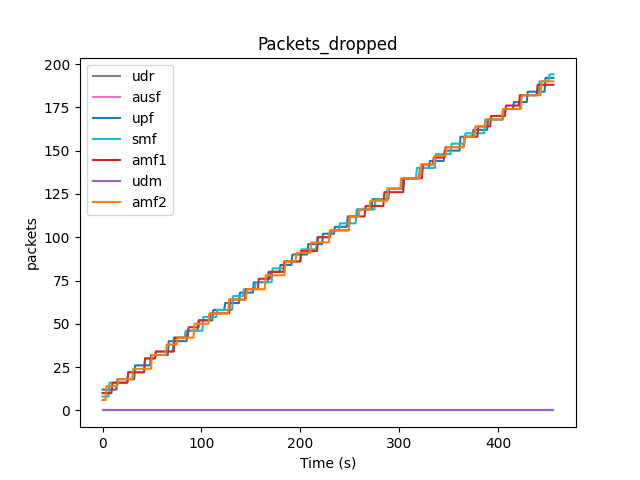 Packets_dropped
packets
200
175
150
125
100
75
50
25
0
udr
ausf
upf
smf
amf1
udm
amf2
0 100 200 300 400
Time (s)